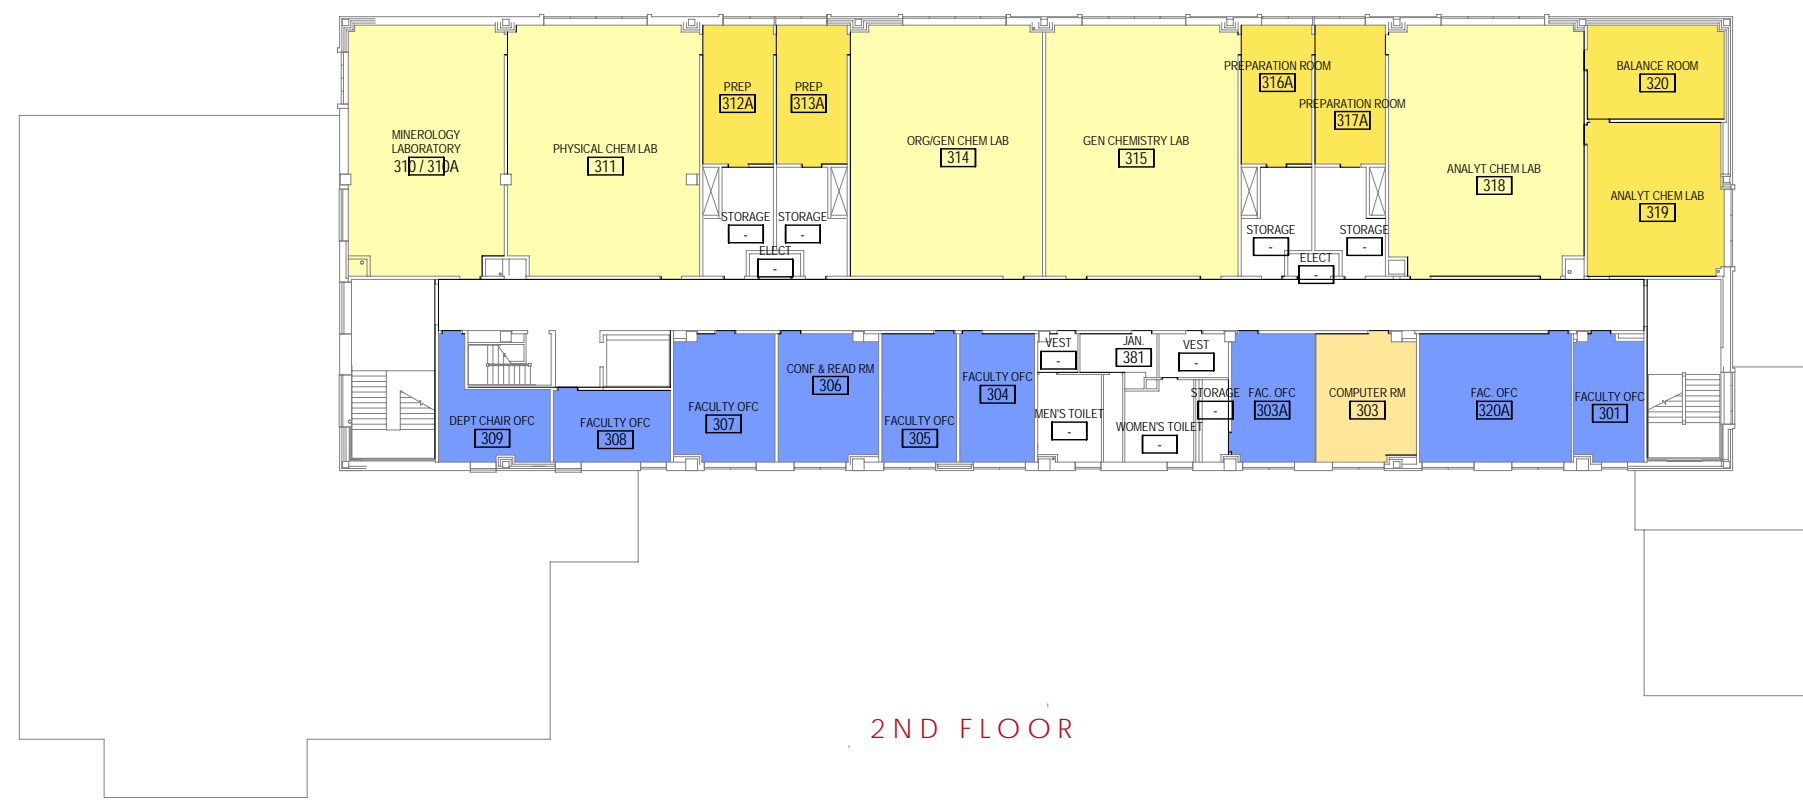 MINEROLOGY
LABORATORY
310 / 310A
PHYSICAL CHEM LAB
311
PREP
312A
PREP
313A
STORAGE
-
STORAGE
-
ELECT
-
ORG/GEN CHEM LAB
314
GEN CHEMISTRY LAB
315
PREPARATION ROOM
316A
PREPARATION ROOM
317A
STORAGE
-
STORAGE
-
ELECT
-
ANALYT CHEM LAB
318
BALANCE ROOM
320
ANALYT CHEM LAB
319
DEPT CHAIR OFC
309
FACULTY OFC
308
FACULTY OFC
307
CONF & READ RM
306
FACULTY OFC
305
FACULTY OFC
304
VEST
-
JAN.
381
VEST
-
MEN'S TOILET
-
WOMEN'S TOILET
-
STORAGE
-
FAC. OFC
303A
COMPUTER RM
303
FAC. OFC
320A
FACULTY OFC
301
2ND FLOOR